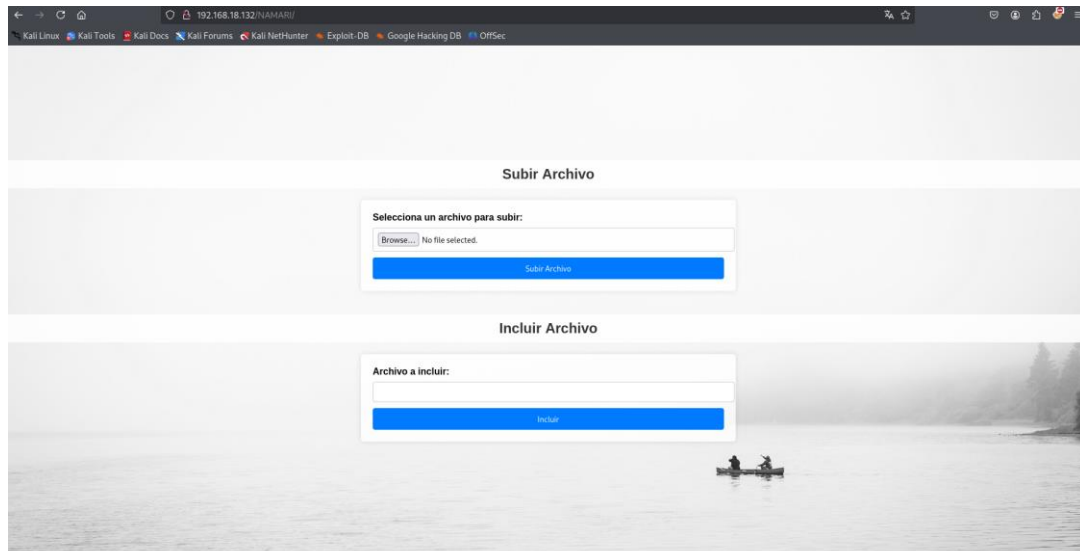 192.168.18.132/NAMARI/
Kali Linux Kali Tools Kali Docs Kali Forums Kali NetHunter Exploit-DB Google Hacking DB OffSec
Subir Archivo
Selecciona un archivo para subir:
Browse... No file selected.
Subir Archivo
Incluir Archivo
Archivo a incluir:
Incluir